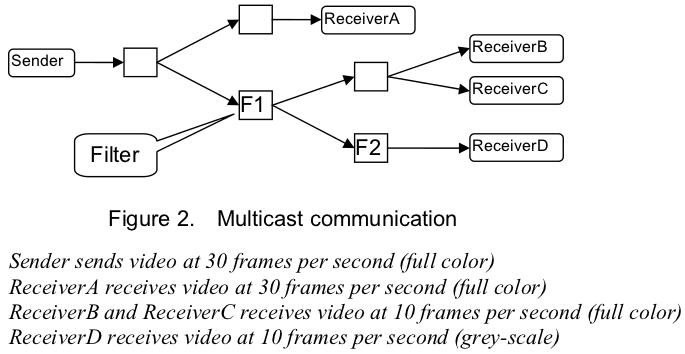 ReceiverA
Sender
ReceiverB
ReceiverC
F1
Filter
F2
ReceiverD
Figure 2. Multicast communication
Sender sends video at 30 frames per second (full color)
ReceiverA receives video at 30 frames per second (full color)
ReceiverB and ReceiverC receives video at 10 frames per second (full color)
ReceiverD receives video at 10 frames per second (grey-scale)